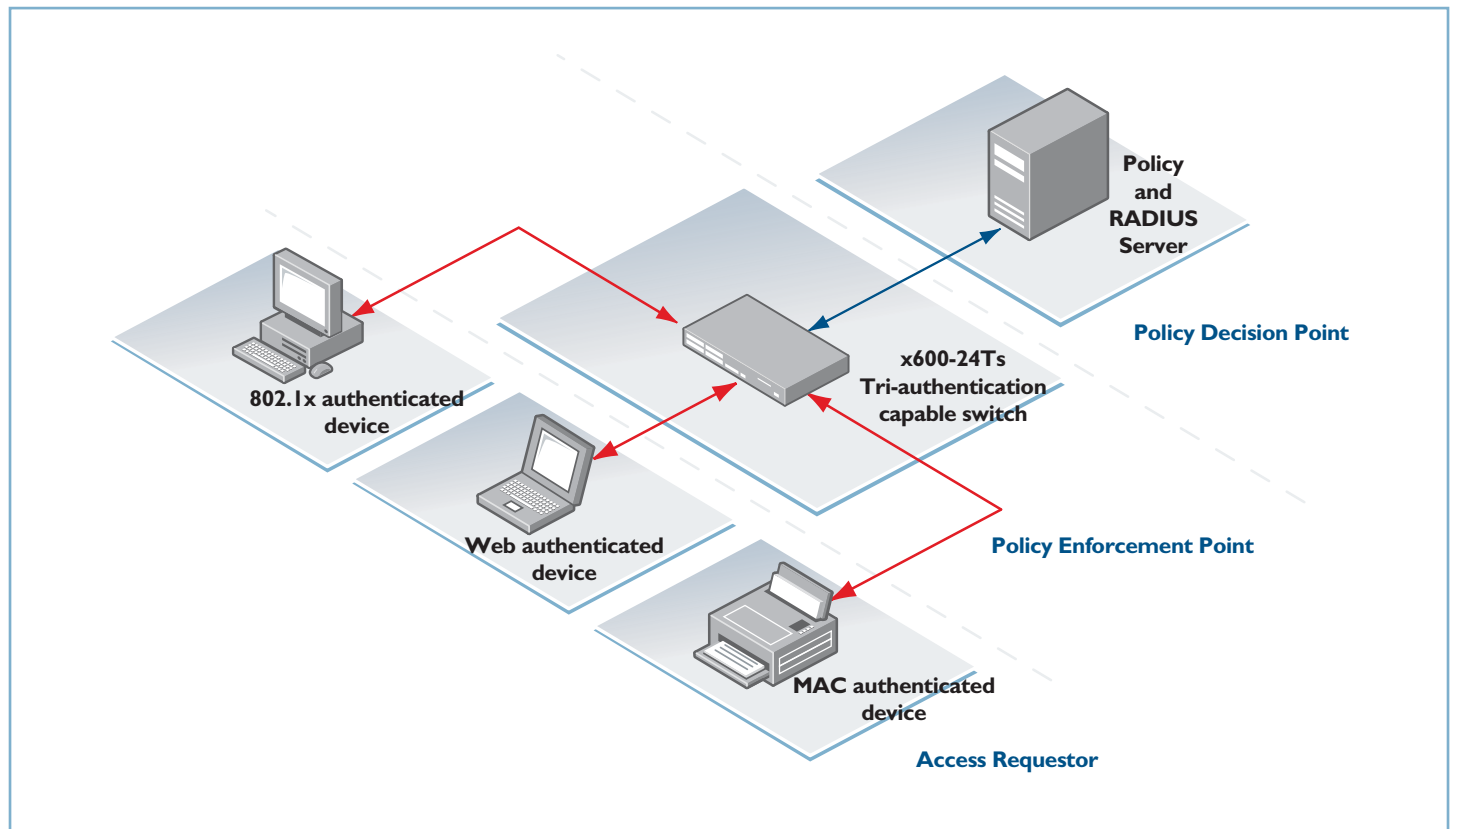 Policy
and
RADIUS
Server
Policy Decision Point
x600-24Ts
Tri-authentication
capable switch
802.1x authenticated
device
Web authenticated
device
Policy Enforcement Point
MAC authenticated
device
Access Requestor